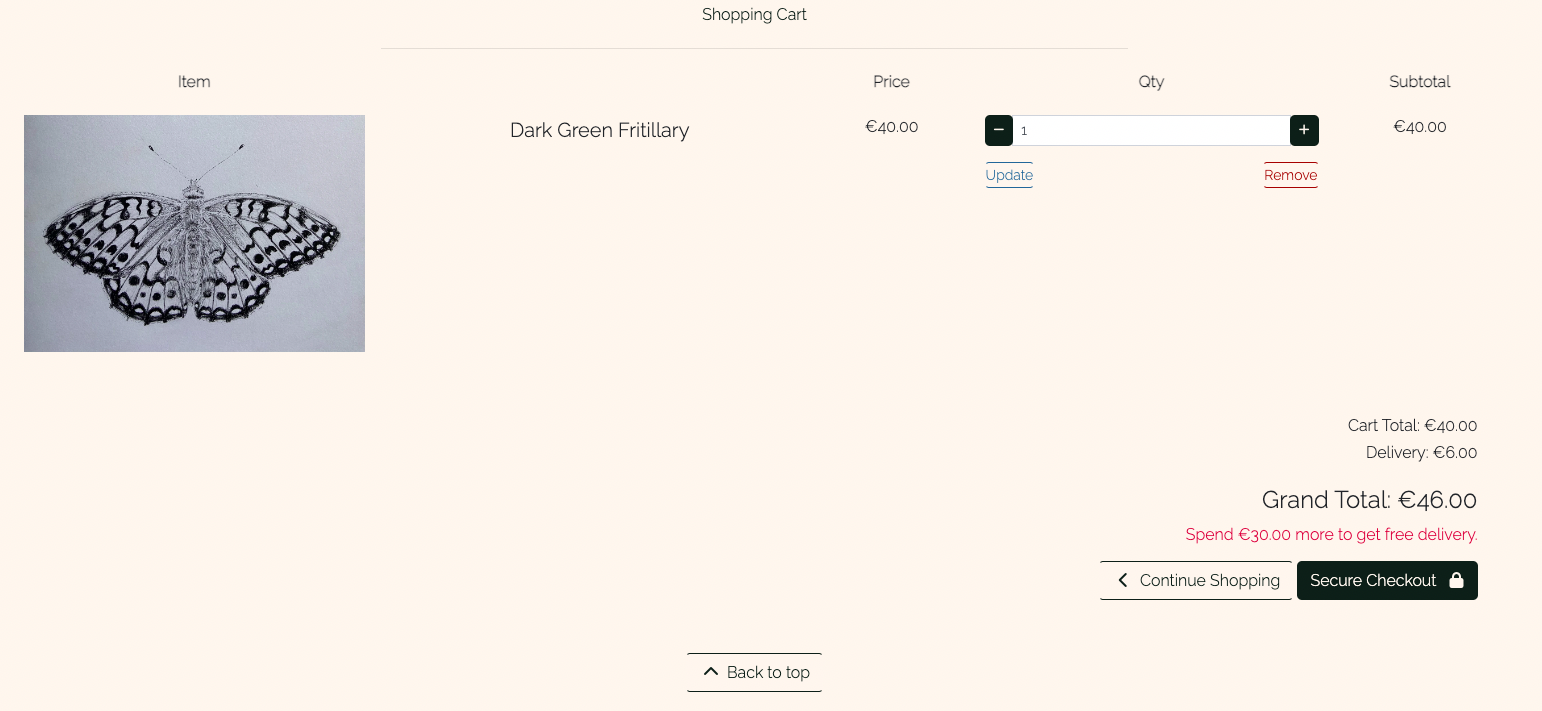 Shopping Cart
Item Price Qty Subtotal
Dark Green Fritillary €40.00 − 1 + €40.00
Update Remove
Cart Total: €40.00
Delivery: €6.00
Grand Total: €46.00
Spend €30.00 more to get free delivery.
Continue Shopping Secure Checkout
Back to top